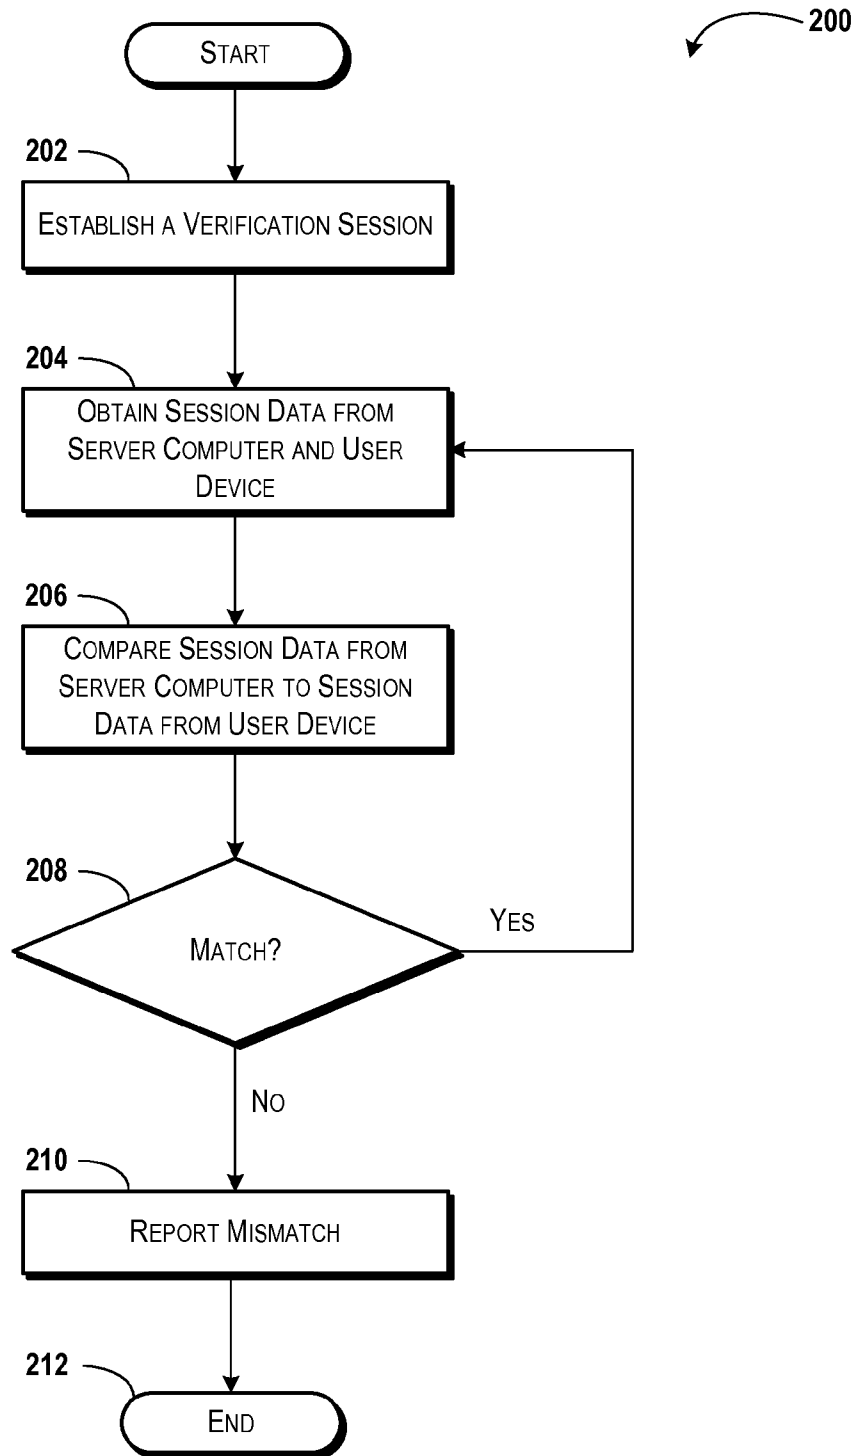 200
START
202
ESTABLISH A VERIFICATION SESSION
204
OBTAIN SESSION DATA FROM
SERVER COMPUTER AND USER
DEVICE
206
COMPARE SESSION DATA FROM
SERVER COMPUTER TO SESSION
DATA FROM USER DEVICE
208
MATCH?
YES
NO
210
REPORT MISMATCH
212
END